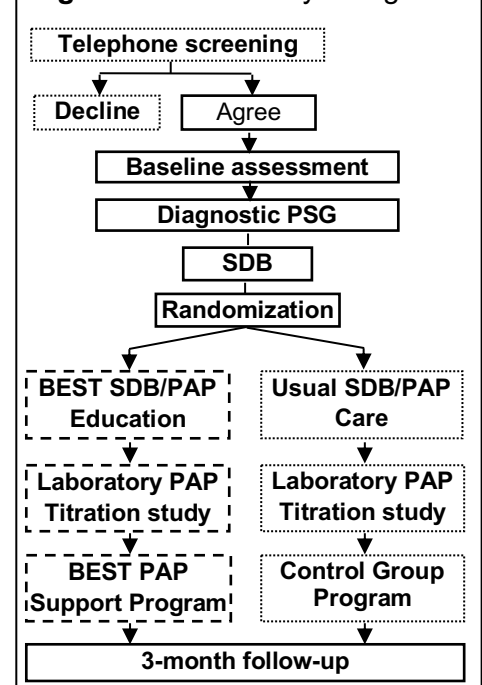 Telephone screening
Decline
Agree
Baseline assessment
Diagnostic PSG
SDB
Randomization
BEST SDB/PAP
Education
Usual SDB/PAP
Care
Laboratory PAP
Titration study
Laboratory PAP
Titration study
BEST PAP
Support Program
Control Group
Program
3-month follow-up